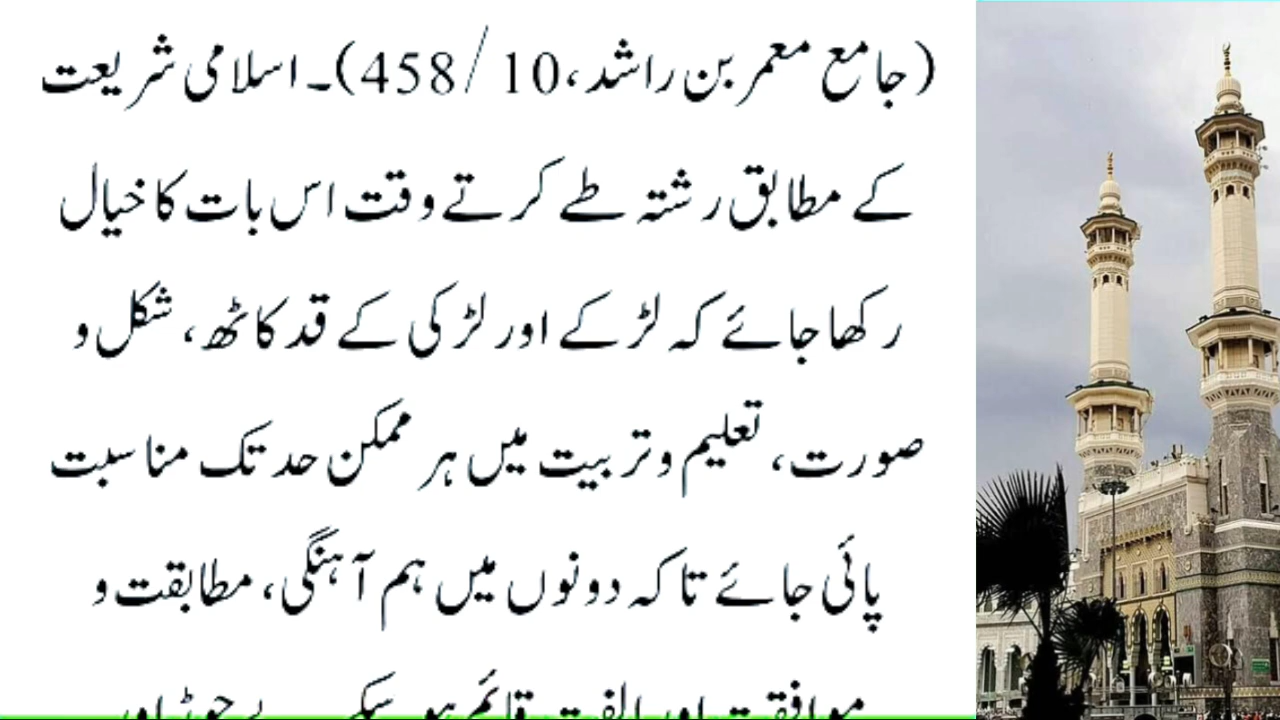 (جامع معمر بن راشد، 10/458)۔ اسلامی شریعت
کے مطابق رشتہ طے کرتے وقت اس بات کا خیال
رکھا جائے کہ لڑکے اور لڑکی کے قد کاٹھ، شکل و
صورت، تعلیم و تربیت میں ہر ممکن حد تک مناسبت
پائی جائے تاکہ دونوں میں ہم آہنگی، مطابقت و